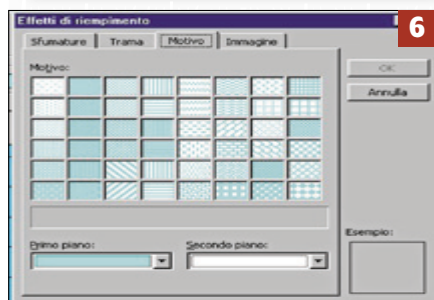 Effetti di riempimento
6
Sfumature Trama Motivo Immagine
Motivo:
OK
Annulla
Primo piano:
Secondo piano:
Esempio: